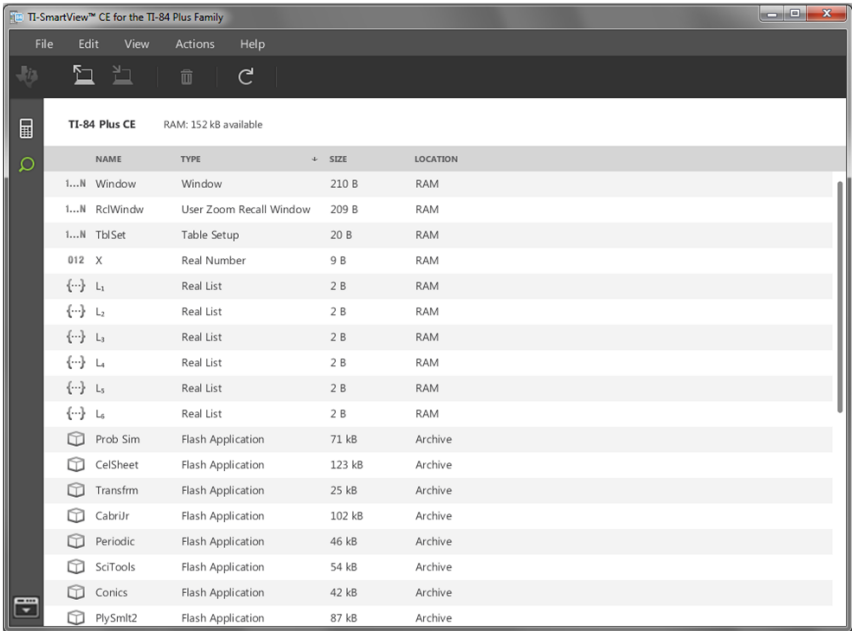 TI-SmartView™ CE for the TI-84 Plus Family
File Edit View Actions Help
TI-84 Plus CE RAM: 152 kB available
NAME TYPE SIZE LOCATION
1...N Window Window 210 B RAM
1...N RclWindw User Zoom Recall Window 209 B RAM
1...N TblSet Table Setup 20 B RAM
012 X Real Number 9 B RAM
{...} L₁ Real List 2 B RAM
{...} L₂ Real List 2 B RAM
{...} L₃ Real List 2 B RAM
{...} L₄ Real List 2 B RAM
{...} L₅ Real List 2 B RAM
{...} L₆ Real List 2 B RAM
Prob Sim Flash Application 71 kB Archive
CelSheet Flash Application 123 kB Archive
Transfrm Flash Application 25 kB Archive
CabriJr Flash Application 102 kB Archive
Periodic Flash Application 46 kB Archive
SciTools Flash Application 54 kB Archive
Conics Flash Application 42 kB Archive
PlySmlt2 Flash Application 87 kB Archive